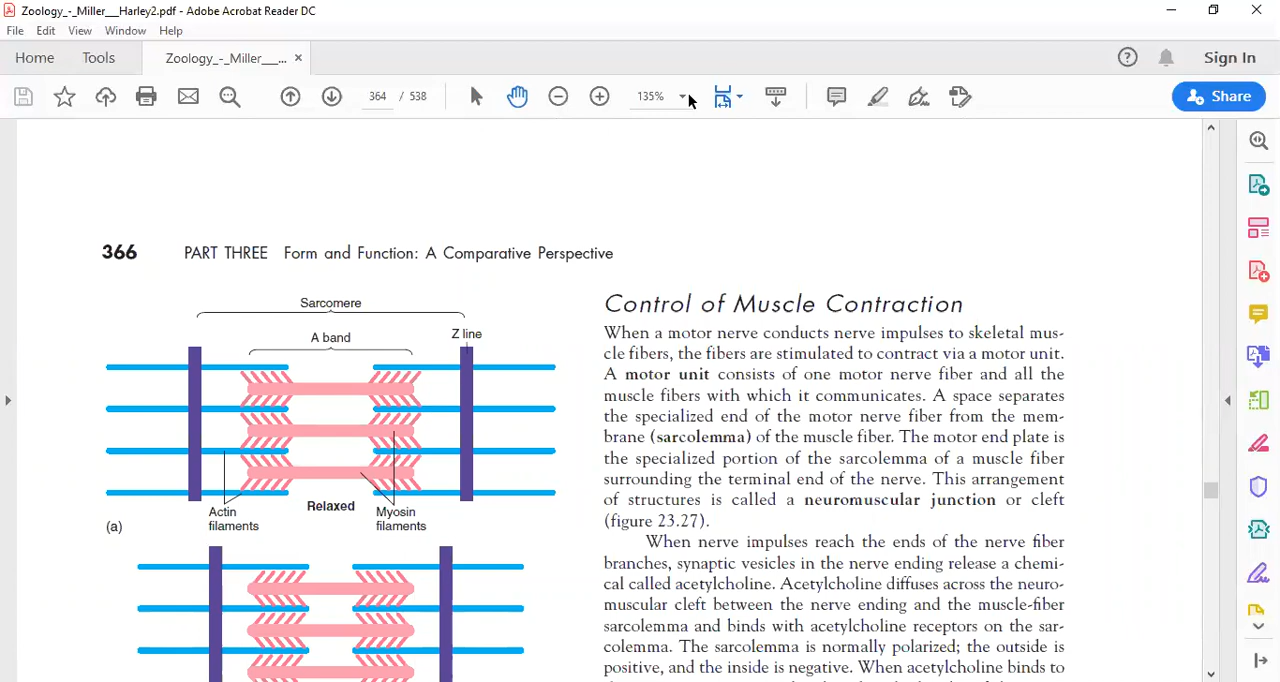 Zoology_-_Miller___Harley2.pdf - Adobe Acrobat Reader DC
File Edit View Window Help
Home Tools Zoology_-_Miller___... × Sign In
364 / 538 135% Share
366 PART THREE Form and Function: A Comparative Perspective
Sarcomere
A band
Z line
Actin
filaments
Relaxed
Myosin
filaments
(a)
Control of Muscle Contraction
When a motor nerve conducts nerve impulses to skeletal mus-
cle fibers, the fibers are stimulated to contract via a motor unit.
A motor unit consists of one motor nerve fiber and all the
muscle fibers with which it communicates. A space separates
the specialized end of the motor nerve fiber from the mem-
brane (sarcolemma) of the muscle fiber. The motor end plate is
the specialized portion of the sarcolemma of a muscle fiber
surrounding the terminal end of the nerve. This arrangement
of structures is called a neuromuscular junction or cleft
(figure 23.27).
When nerve impulses reach the ends of the nerve fiber
branches, synaptic vesicles in the nerve ending release a chemi-
cal called acetylcholine. Acetylcholine diffuses across the neuro-
muscular cleft between the nerve ending and the muscle-fiber
sarcolemma and binds with acetylcholine receptors on the sar-
colemma. The sarcolemma is normally polarized; the outside is
positive, and the inside is negative. When acetylcholine binds to